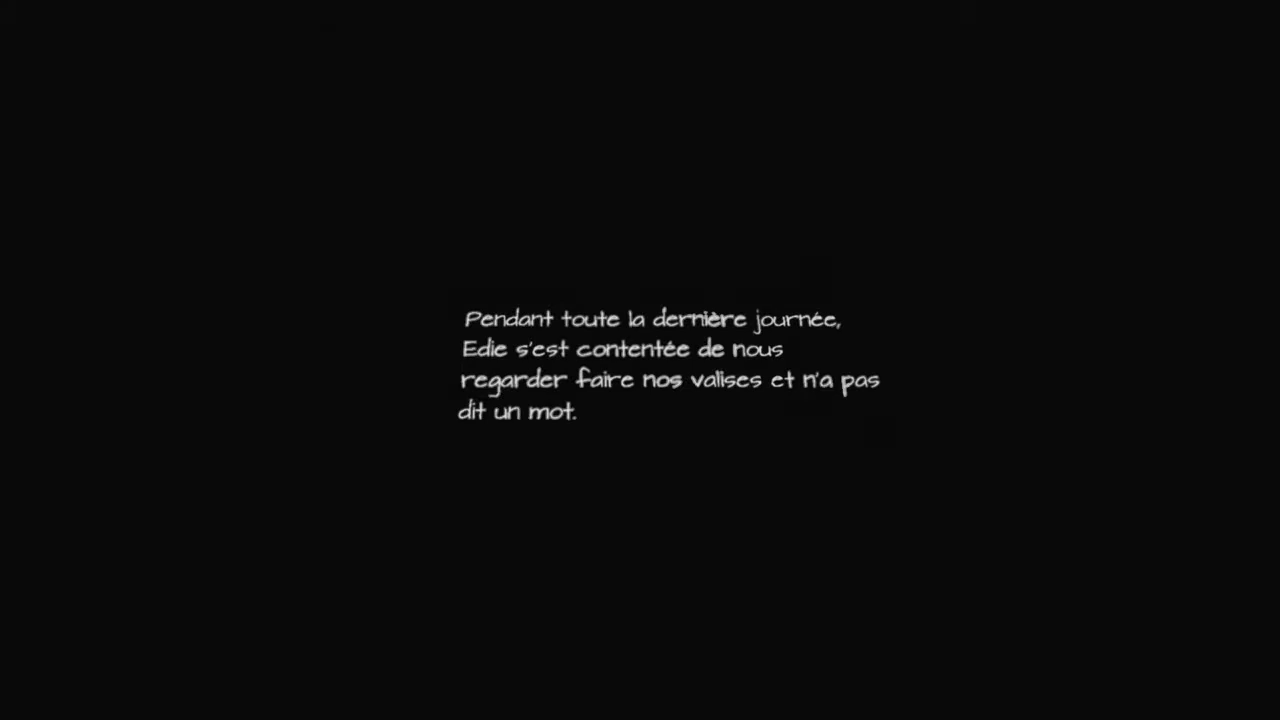 Pendant toute la dernière journée,
Edie s'est contentée de nous
regarder faire nos valises et n'a pas
dit un mot.